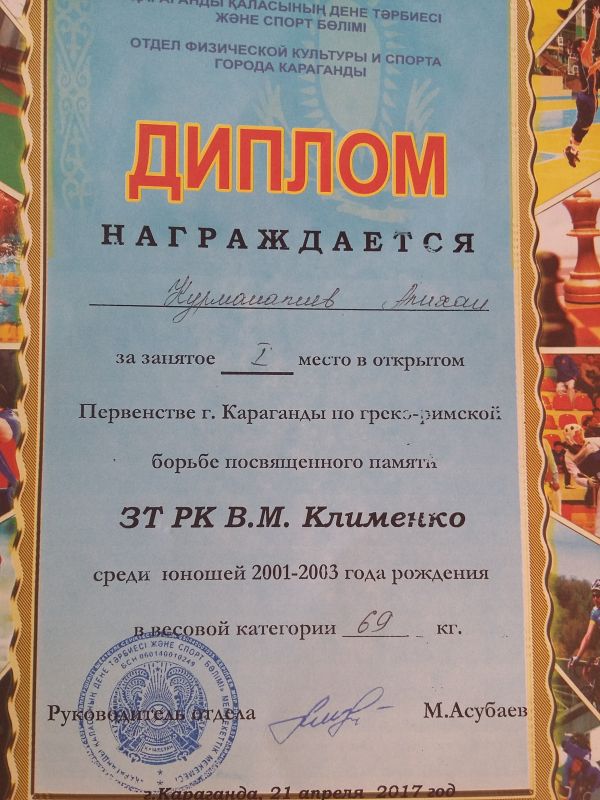 ҚАРАҒАНДЫ ҚАЛАСЫНЫҢ ДЕНЕ ТӘРБИЕСІ
ЖӘНЕ СПОРТ БӨЛІМІ
ОТДЕЛ ФИЗИЧЕСКОЙ КУЛЬТУРЫ И СПОРТА
ГОРОДА КАРАГАНДЫ
ДИПЛОМ
НАГРАЖДАЕТСЯ
за занятое I место в открытом
Первенстве г. Караганды по греко-римской
борьбе посвященного памяти
ЗТ РК В.М. Клименко
среди юношей 2001-2003 года рождения
в весовой категории 69 кг.
Руководитель отдела М.Асубаев
г.Караганда, 21 апреля 2017 год